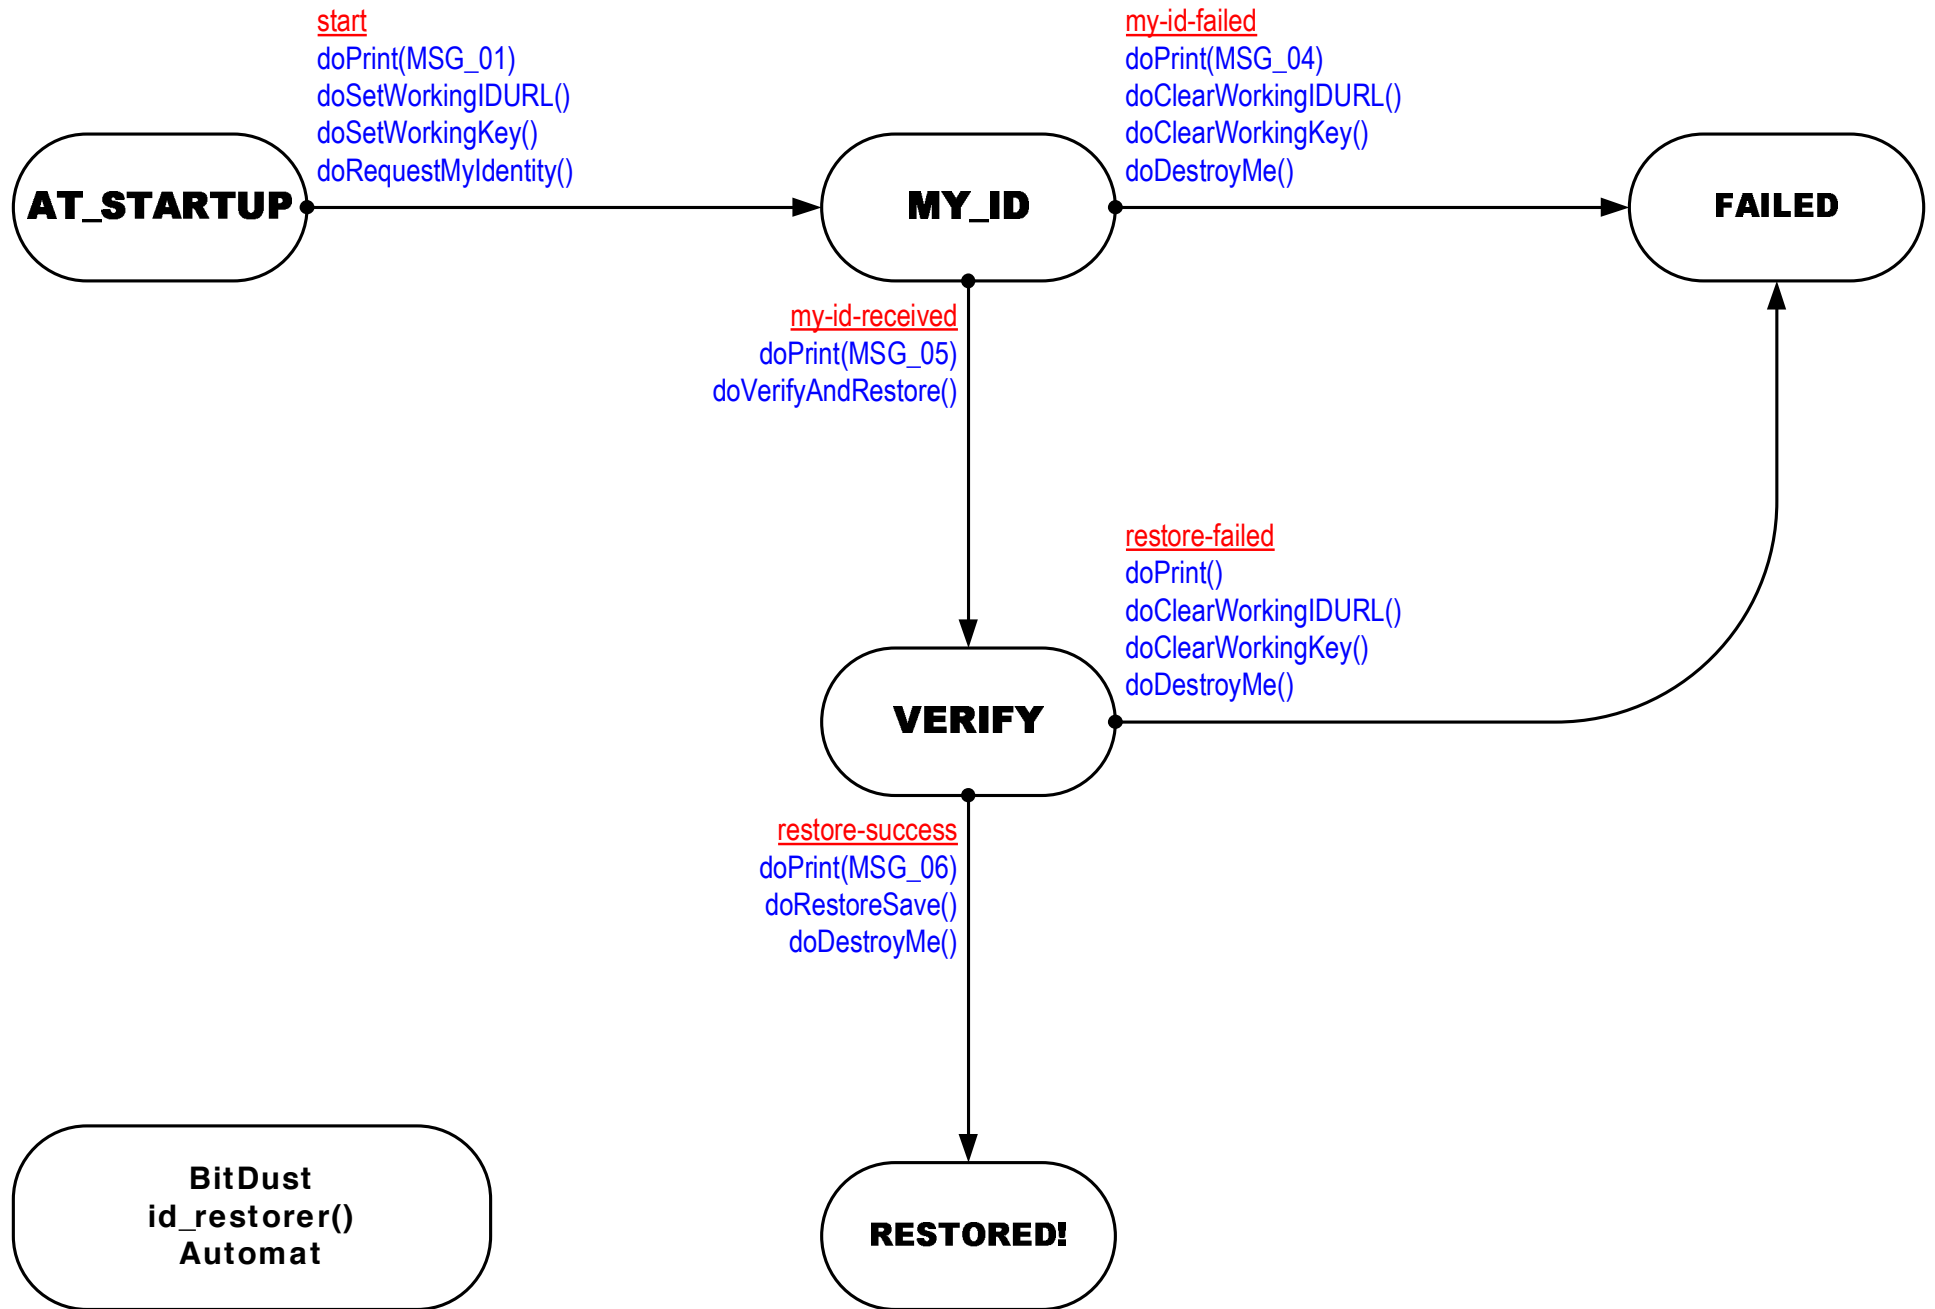 start
doPrint(MSG_01)
doSetWorkingIDURL()
doSetWorkingKey()
doRequestMyIdentity()
my-id-failed
doPrint(MSG_04)
doClearWorkingIDURL()
doClearWorkingKey()
doDestroyMe()
AT_STARTUP
MY_ID
FAILED
my-id-received
doPrint(MSG_05)
doVerifyAndRestore()
restore-failed
doPrint()
doClearWorkingIDURL()
doClearWorkingKey()
doDestroyMe()
VERIFY
restore-success
doPrint(MSG_06)
doRestoreSave()
doDestroyMe()
BitDust
id_restorer()
Automat
RESTORED!